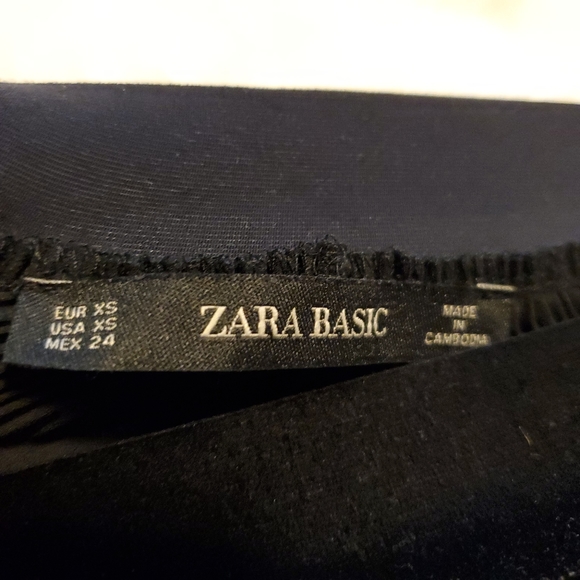 EUR XS
USA XS
MEX 24
ZARA BASIC
MADE
IN
CAMBODIA